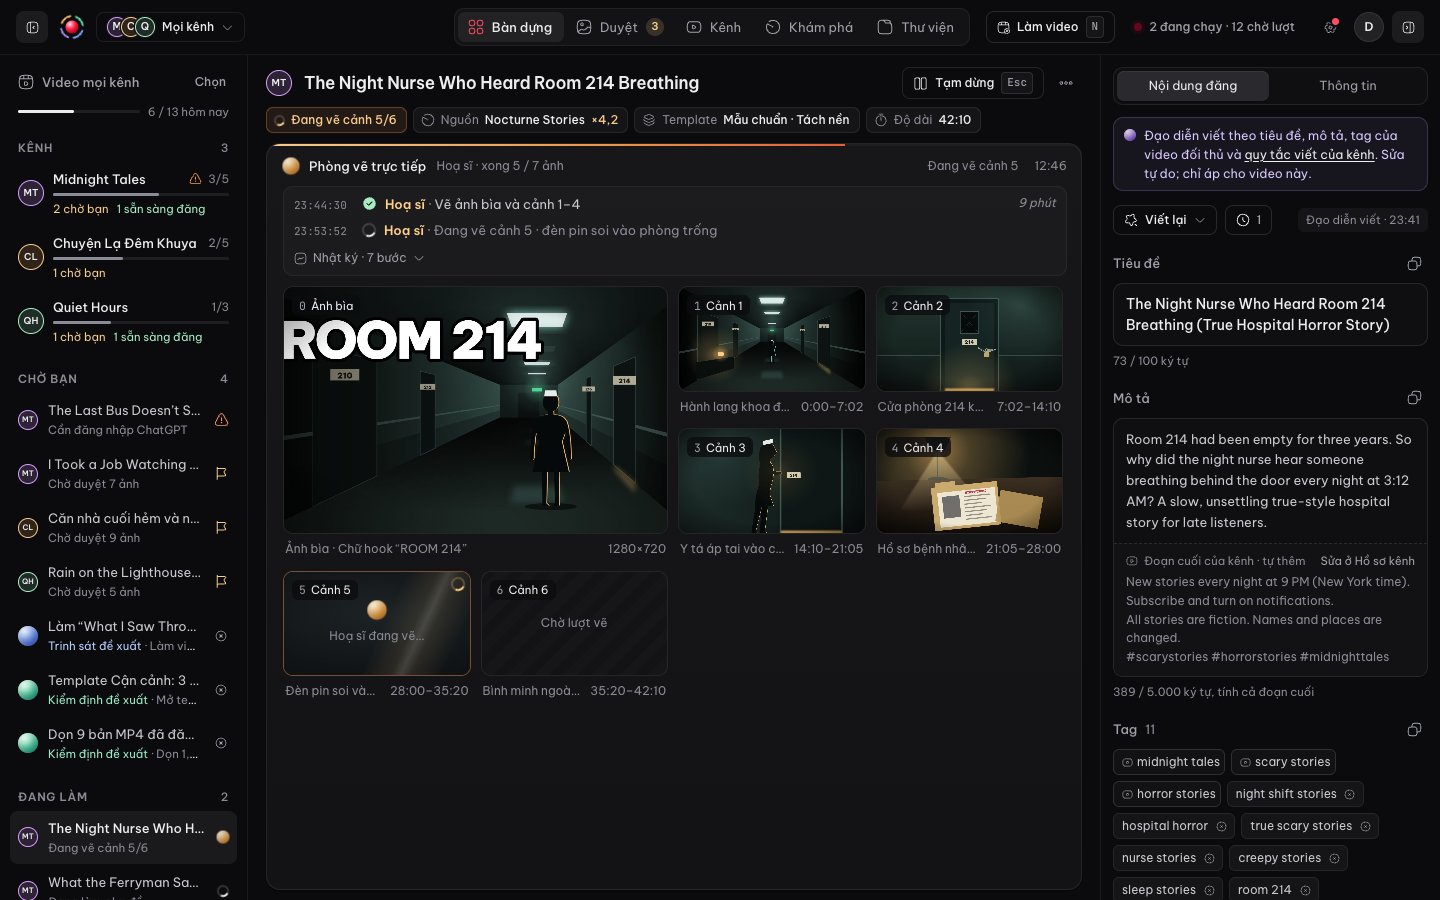 M C Q Mọi kênh
Bản dựng
Duyệt 3
Kênh
Khám phá
Thư viện
Làm video N
2 đang chạy · 12 chờ lượt
D
Video mọi kênh Chọn
6 / 13 hôm nay
KÊNH 3
MT Midnight Tales 3/5
2 chờ bạn 1 sẵn sàng đăng
CL Chuyện Lạ Đêm Khuya 2/5
1 chờ bạn
QH Quiet Hours 1/3
1 chờ bạn 1 sẵn sàng đăng
CHỜ BẠN 4
MT The Last Bus Doesn't S...
Cần đăng nhập ChatGPT
MT I Took a Job Watching ...
Chờ duyệt 7 ảnh
CL Căn nhà cuối hẻm và n...
Chờ duyệt 9 ảnh
QH Rain on the Lighthouse...
Chờ duyệt 5 ảnh
Làm “What I Saw Thro...
Trinh sát đề xuất · Làm vi...
Template Cận cảnh: 3 ...
Kiểm định đề xuất · Mở te...
Dọn 9 bản MP4 đã đă...
Kiểm định đề xuất · Dọn 1,...
ĐANG LÀM 2
MT The Night Nurse Who H...
Đang vẽ cảnh 5/6
MT What the Ferryman Sa...
MT The Night Nurse Who Heard Room 214 Breathing
Tạm dừng Esc
Đang vẽ cảnh 5/6
Nguồn Nocturne Stories ×4,2
Template Mẫu chuẩn · Tách nền
Độ dài 42:10
Phòng vẽ trực tiếp Hoạ sĩ · xong 5 / 7 ảnh
Đang vẽ cảnh 5 12:46
23:44:30 Hoạ sĩ · Vẽ ảnh bìa và cảnh 1–4 9 phút
23:53:52 Hoạ sĩ · Đang vẽ cảnh 5 · đèn pin soi vào phòng trống
Nhật ký · 7 bước
0 Ảnh bìa
ROOM 214
210
214
Ảnh bìa · Chữ hook “ROOM 214” 1280×720
1 Cảnh 1
Hành lang khoa đ... 0:00–7:02
2 Cảnh 2
214
Cửa phòng 214 k... 7:02–14:10
3 Cảnh 3
214
Y tá áp tai vào c... 14:10–21:05
4 Cảnh 4
Hồ sơ bệnh nhâ... 21:05–28:00
5 Cảnh 5
Hoạ sĩ đang vẽ...
Đèn pin soi và... 28:00–35:20
6 Cảnh 6
Chờ lượt vẽ
Bình minh ngoà... 35:20–42:10
Nội dung đăng
Thông tin
Đạo diễn viết theo tiêu đề, mô tả, tag của
video đối thủ và quy tắc viết của kênh. Sửa
tự do; chỉ áp cho video này.
Viết lại
1
Đạo diễn viết · 23:41
Tiêu đề
The Night Nurse Who Heard Room 214
Breathing (True Hospital Horror Story)
73 / 100 ký tự
Mô tả
Room 214 had been empty for three years. So
why did the night nurse hear someone
breathing behind the door every night at 3:12
AM? A slow, unsettling true-style hospital
story for late listeners.
Đoạn cuối của kênh · tự thêm Sửa ở Hồ sơ kênh
New stories every night at 9 PM (New York time).
Subscribe and turn on notifications.
All stories are fiction. Names and places are
changed.
#scarystories #horrorstories #midnighttales
389 / 5.000 ký tự, tính cả đoạn cuối
Tag 11
midnight tales
scary stories
horror stories
night shift stories
hospital horror
true scary stories
nurse stories
creepy stories
sleep stories
room 214